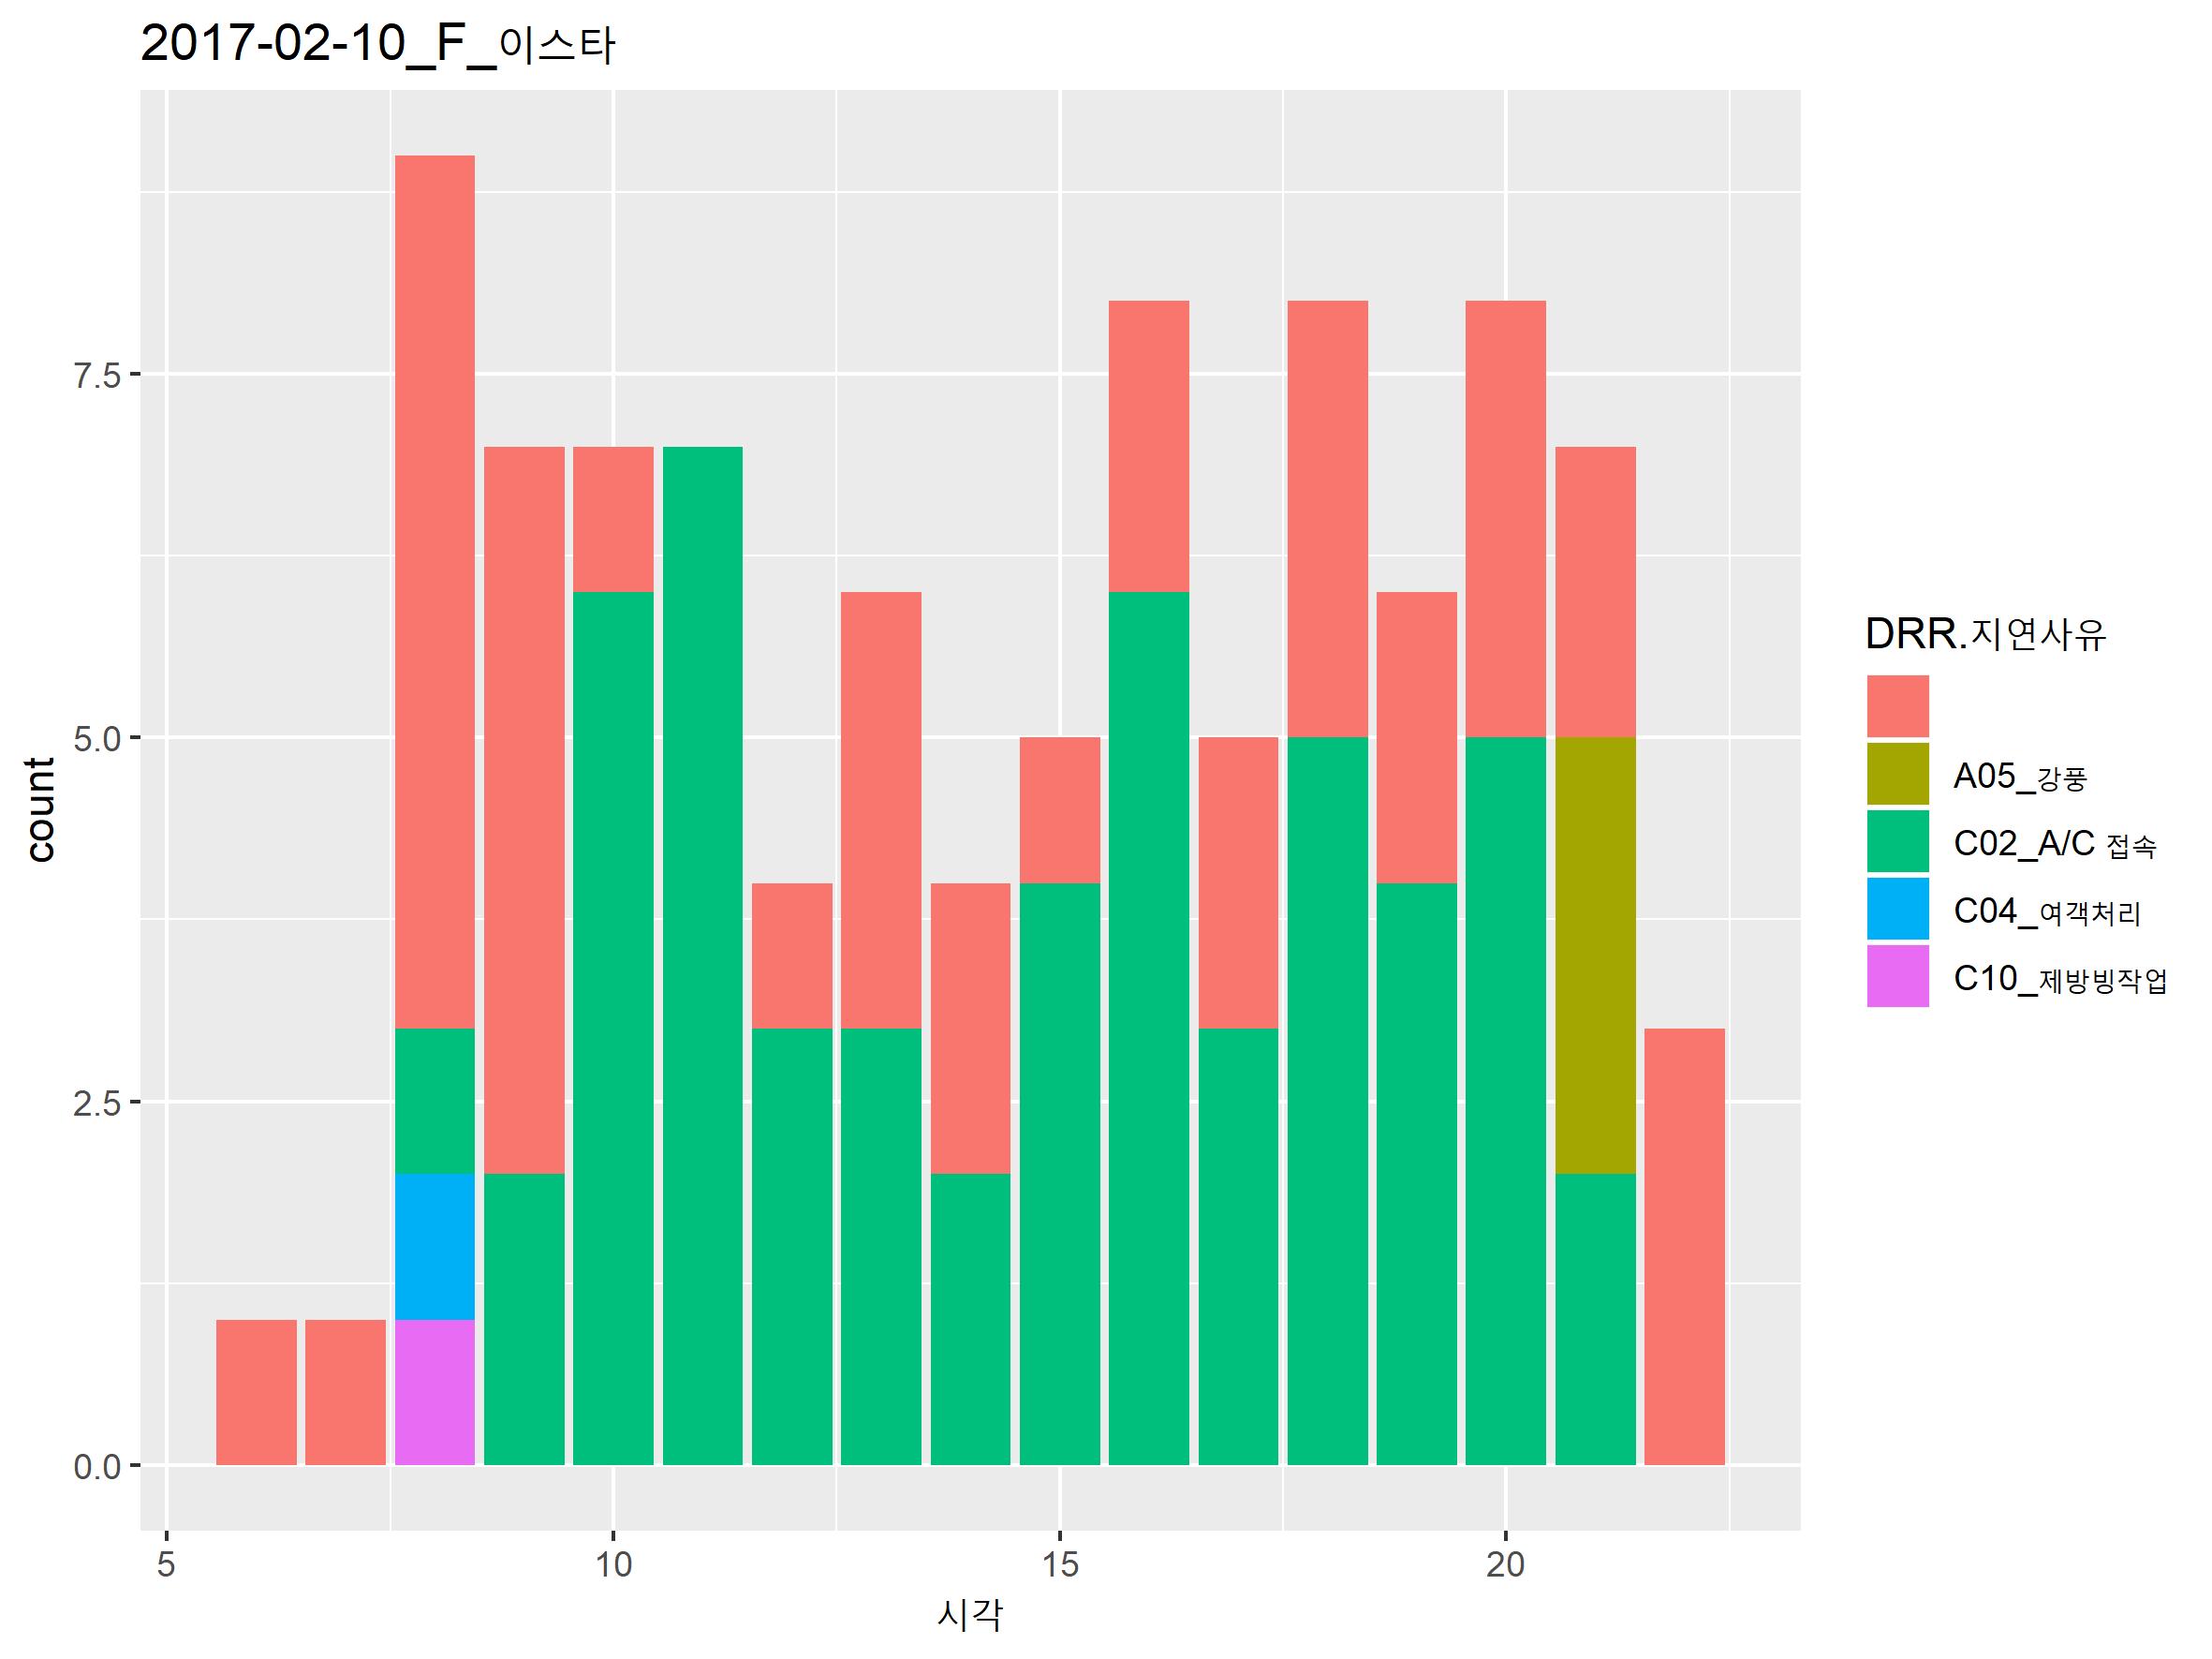 2017-02-10_F_이스타
7.5
5.0
2.5
0.0
count
5 10 15 20
시각
DRR.지연사유
A05_강풍
C02_A/C 접속
C04_여객처리
C10_제방빙작업